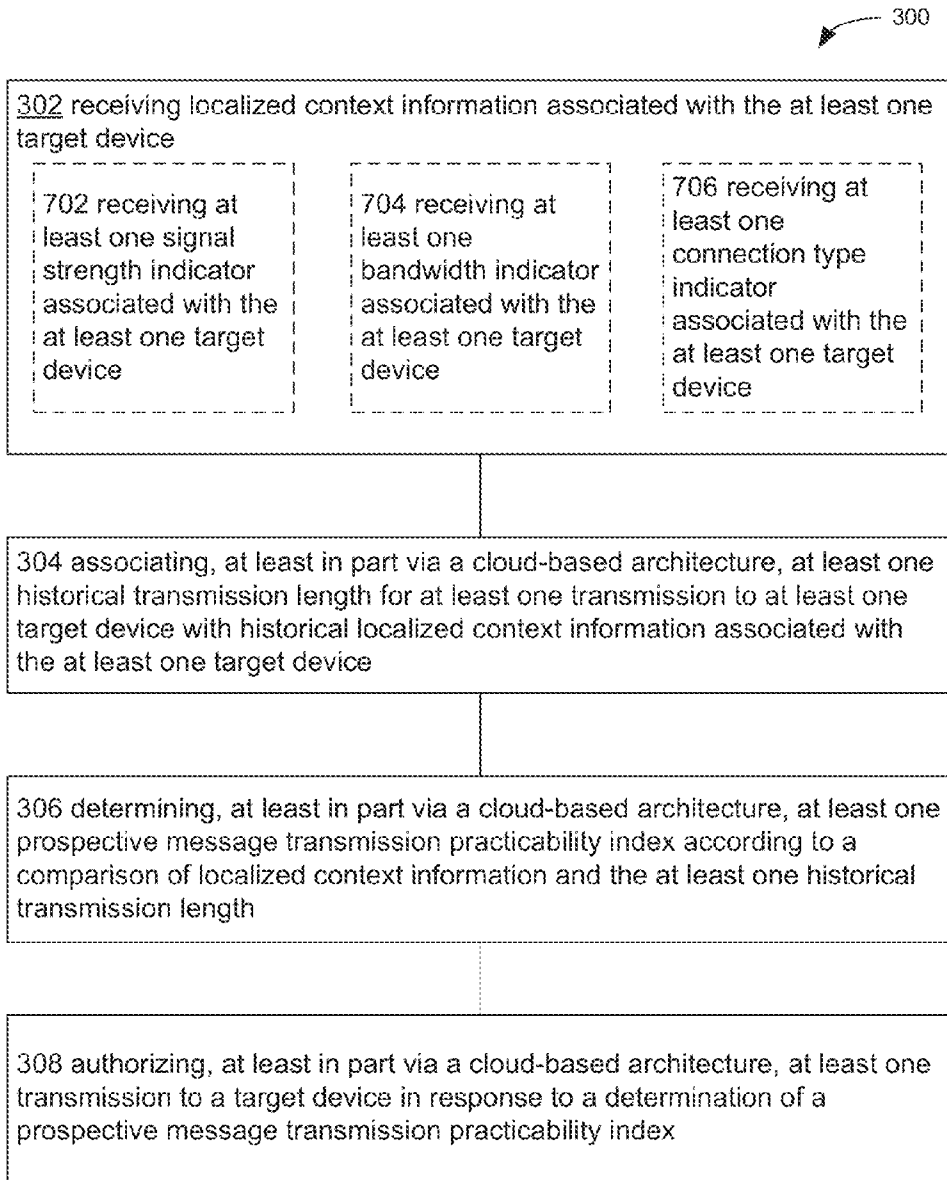 300
302 receiving localized context information associated with the at least one
target device
702 receiving at
least one signal
strength indicator
associated with the
at least one target
device
704 receiving at
least one
bandwidth indicator
associated with the
at least one target
device
706 receiving at
least one
connection type
indicator
associated with the
at least one target
device
304 associating, at least in part via a cloud-based architecture, at least one
historical transmission length for at least one transmission to at least one
target device with historical localized context information associated with
the at least one target device
306 determining, at least in part via a cloud-based architecture, at least one
prospective message transmission practicability index according to a
comparison of localized context information and the at least one historical
transmission length
308 authorizing, at least in part via a cloud-based architecture, at least one
transmission to a target device in response to a determination of a
prospective message transmission practicability index